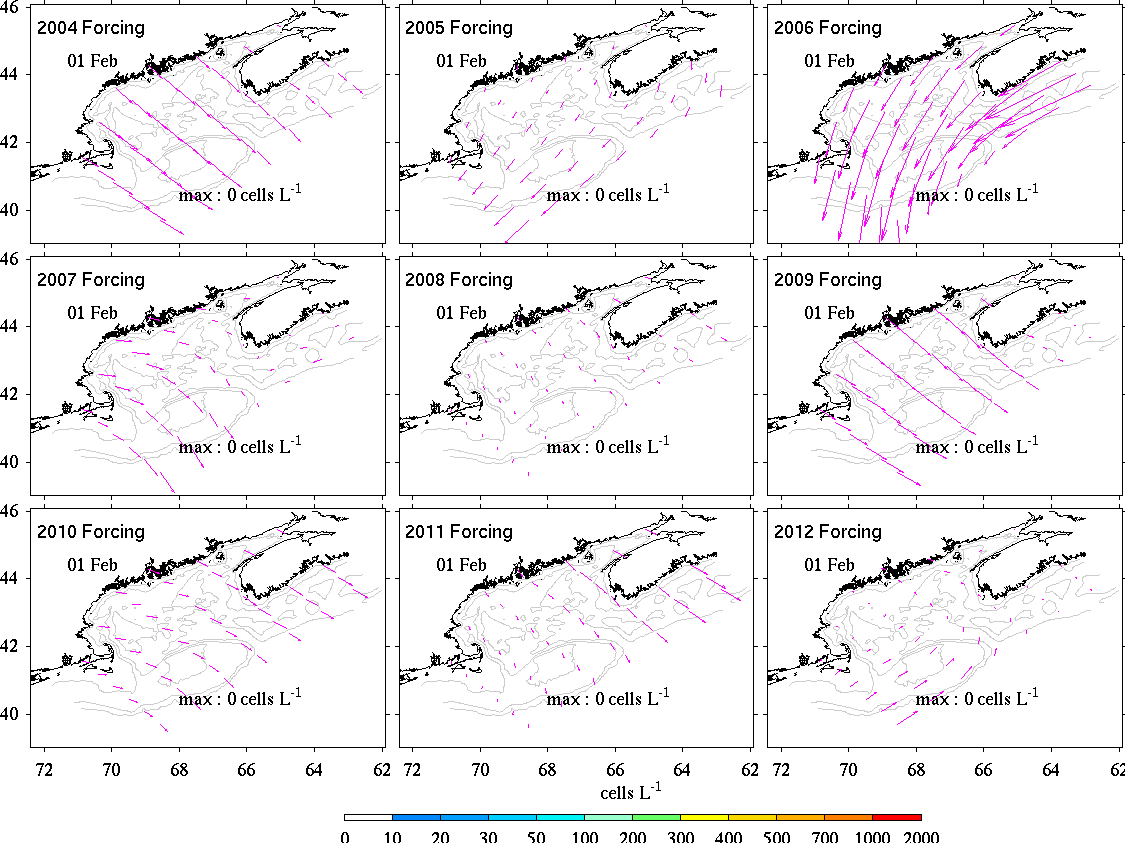 46
2004 Forcing 2005 Forcing 2006 Forcing
01 Feb 01 Feb 01 Feb
44
42
max : 0 cells L-1 max : 0 cells L-1 max : 0 cells L-1
40
46
2007 Forcing 2008 Forcing 2009 Forcing
01 Feb 01 Feb 01 Feb
44
42
max : 0 cells L-1 max : 0 cells L-1 max : 0 cells L-1
40
46
2010 Forcing 2011 Forcing 2012 Forcing
01 Feb 01 Feb 01 Feb
44
42
max : 0 cells L-1 max : 0 cells L-1 max : 0 cells L-1
40
72 70 68 66 64 62 70 68 66 64 72 70 68 66 64 62
cells L-1
0 10 20 30 50 100 200 300 400 500 700 1000 2000